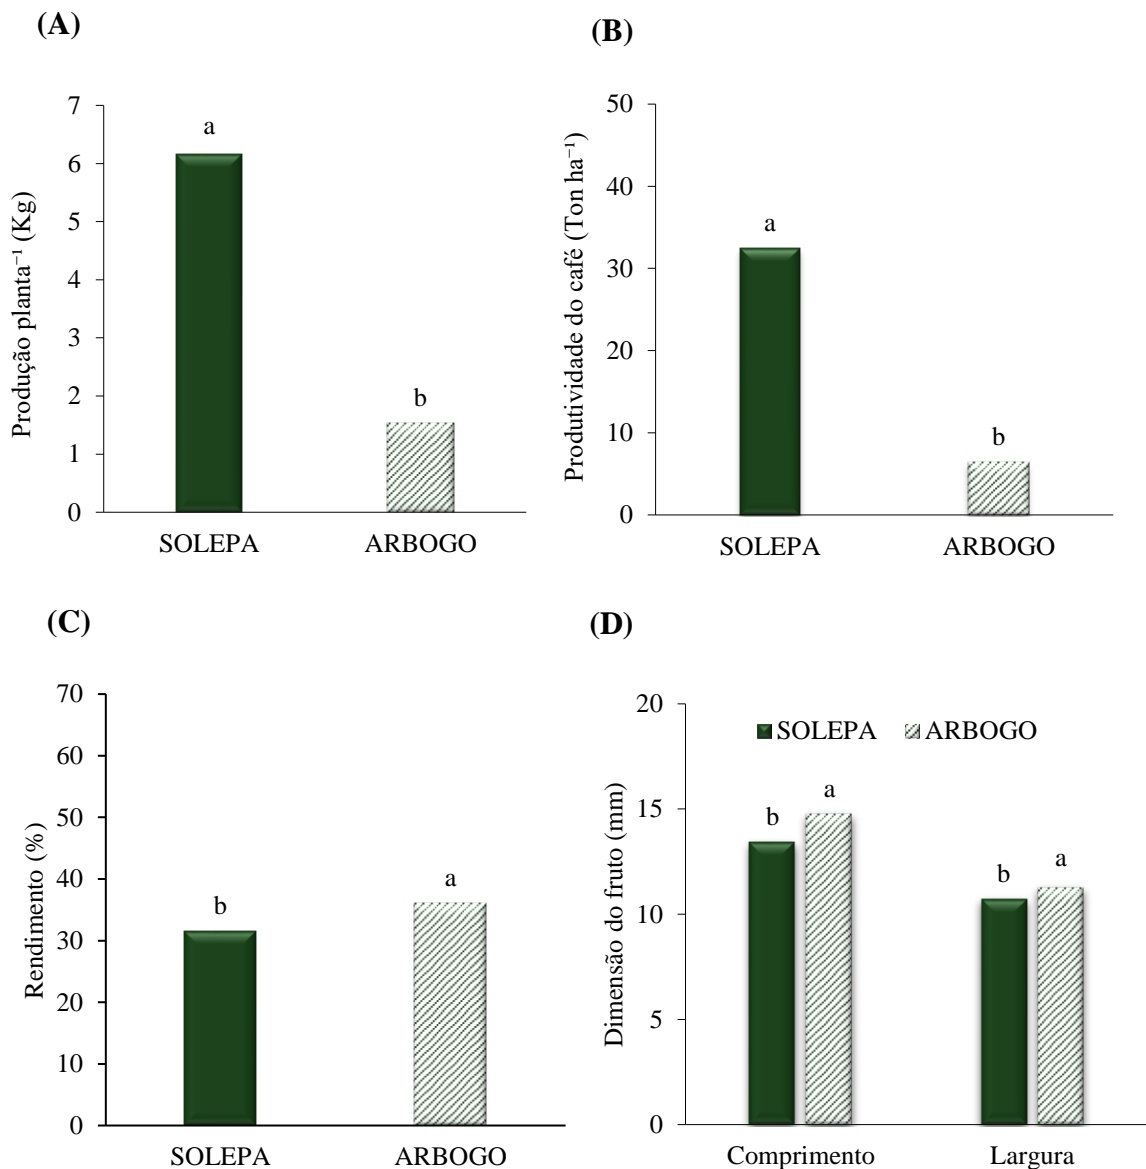 (A)
Produção planta⁻¹ (Kg)
7
6
5
4
3
2
1
0
a
b
SOLEPA
ARBOGO
(B)
Produtividade do café (Ton ha⁻¹)
50
40
30
20
10
0
a
b
SOLEPA
ARBOGO
(C)
Rendimento (%)
70
60
50
40
30
20
10
0
b
a
SOLEPA
ARBOGO
(D)
Dimensão do fruto (mm)
20
15
10
5
0
SOLEPA ARBOGO
b
a
b
a
Comprimento
Largura